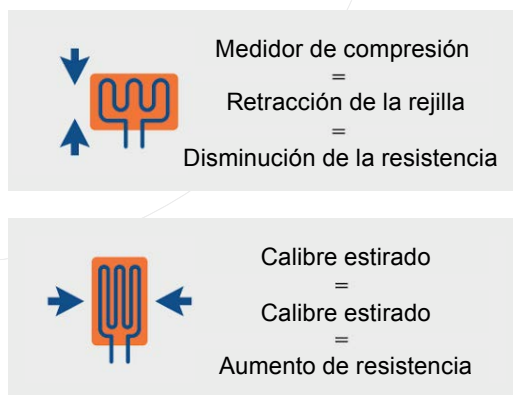 Medidor de compresión
=
Retracción de la rejilla
=
Disminución de la resistencia
Calibre estirado
=
Calibre estirado
=
Aumento de resistencia